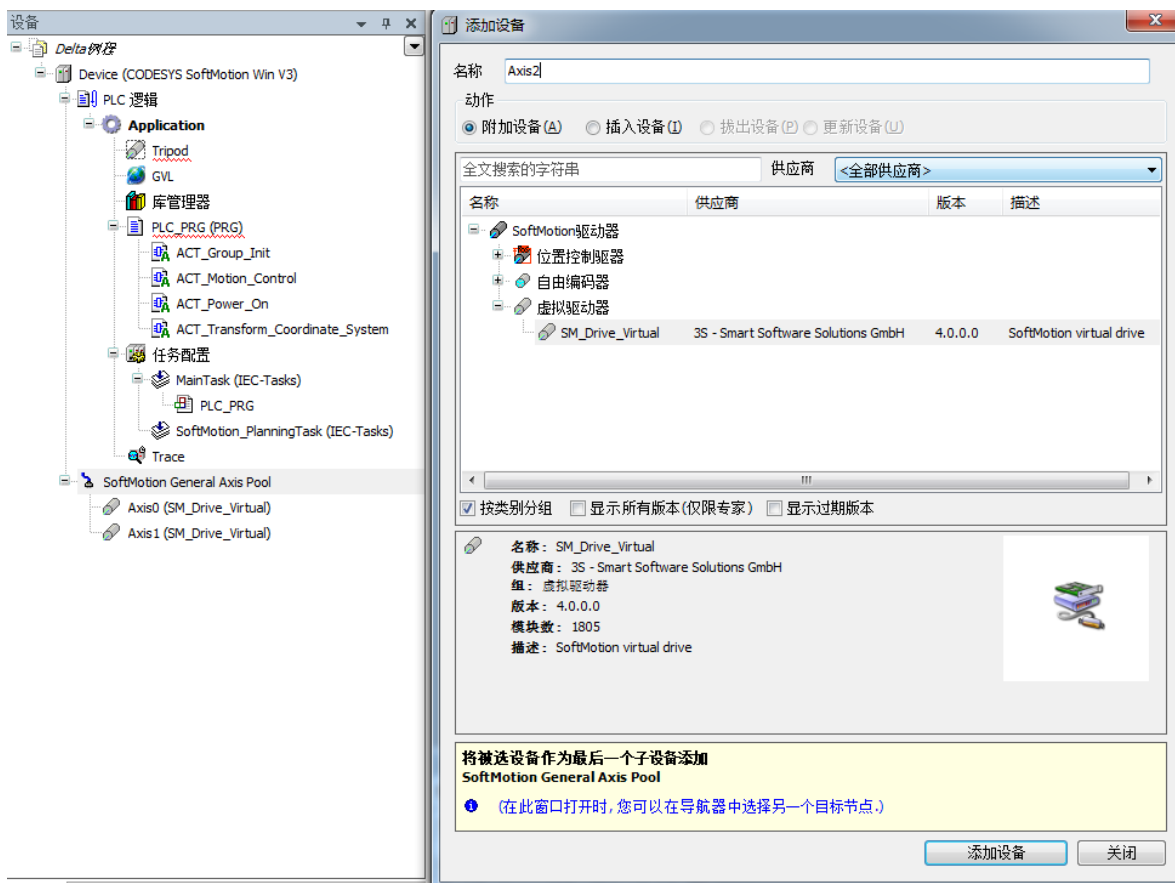 设备
Delta例程
Device (CODESYS SoftMotion Win V3)
PLC 逻辑
Application
Tripod
GVL
库管理器
PLC_PRG (PRG)
ACT_Group_Init
ACT_Motion_Control
ACT_Power_On
ACT_Transform_Coordinate_System
任务配置
MainTask (IEC-Tasks)
PLC_PRG
SoftMotion_PlanningTask (IEC-Tasks)
Trace
SoftMotion General Axis Pool
Axis0 (SM_Drive_Virtual)
Axis1 (SM_Drive_Virtual)
添加设备
名称 Axis2
动作
附加设备(A) 插入设备(I) 拔出设备(P) 更新设备(U)
全文搜索的字符串 供应商 <全部供应商>
名称 供应商 版本 描述
SoftMotion驱动器
位置控制驱器
自由编码器
虚拟驱动器
SM_Drive_Virtual 3S - Smart Software Solutions GmbH 4.0.0.0 SoftMotion virtual drive
按类别分组 显示所有版本(仅限专家) 显示过期版本
名称: SM_Drive_Virtual
供应商: 3S - Smart Software Solutions GmbH
组: 虚拟驱动器
版本: 4.0.0.0
模块数: 1805
描述: SoftMotion virtual drive
将被选设备作为最后一个子设备添加
SoftMotion General Axis Pool
(在此窗口打开时,您可以在导航器中选择另一个目标节点.)
添加设备 关闭